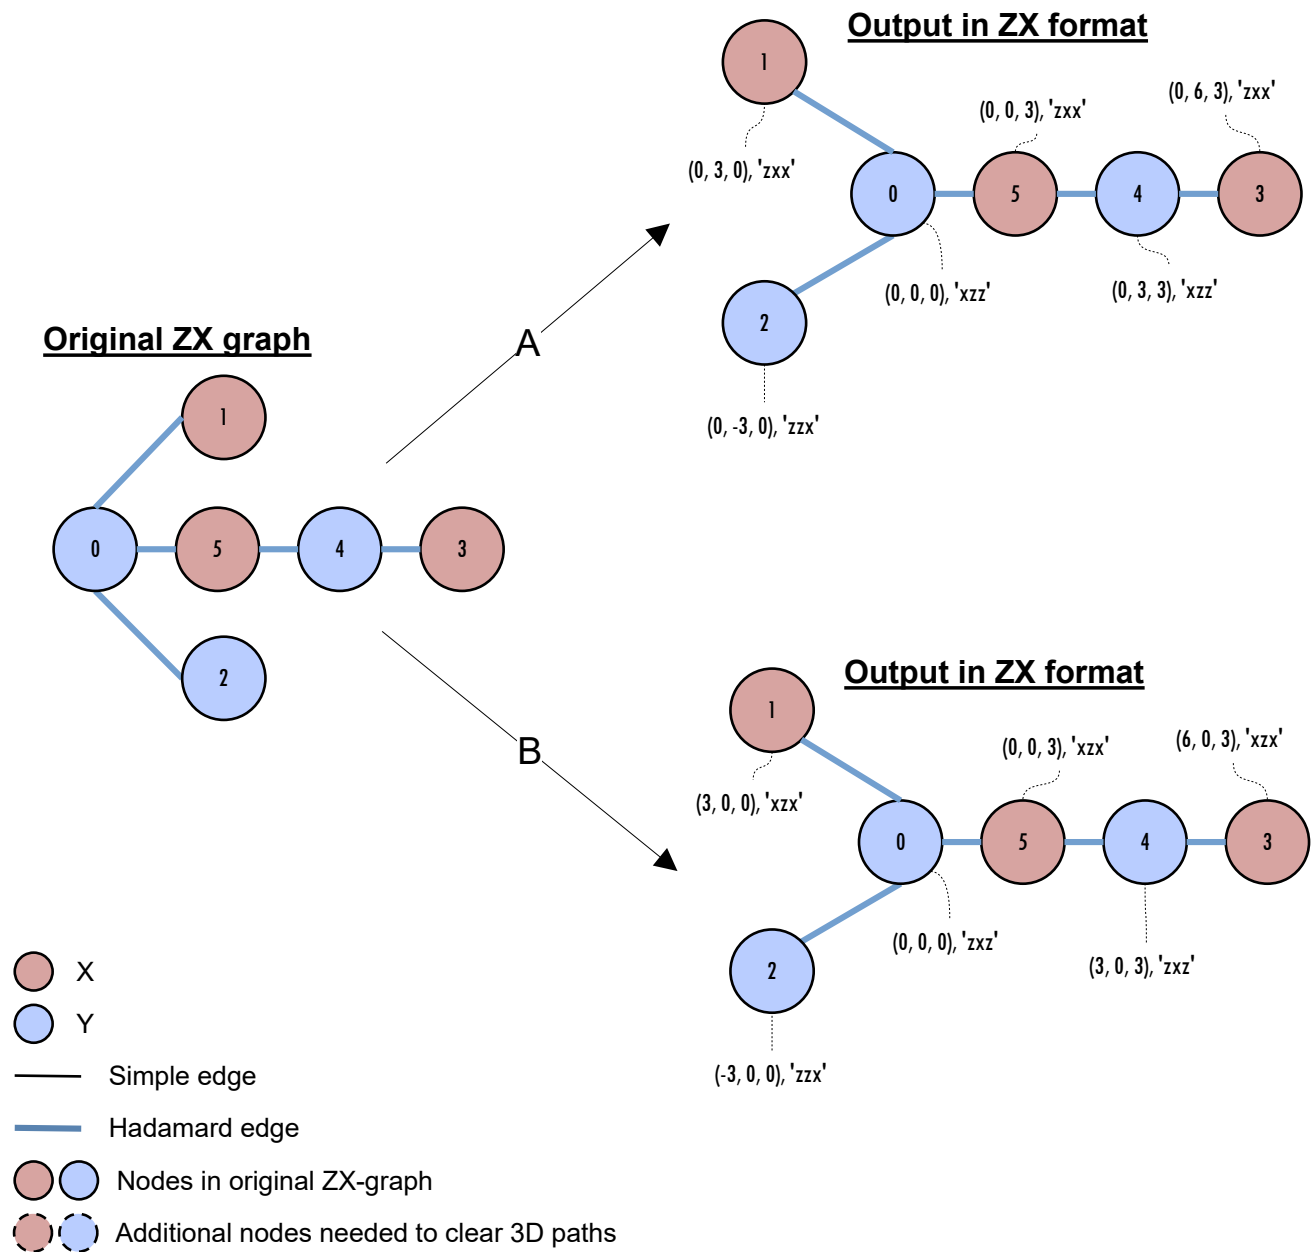 Output in ZX format
1
(0, 6, 3), 'zxx'
(0, 0, 3), 'zxx'
(0, 3, 0), 'zxx'
0
5
4
3
(0, 0, 0), 'xzz'
(0, 3, 3), 'xzz'
2
(0, -3, 0), 'zzx'
A
Original ZX graph
1
0
5
4
3
2
B
Output in ZX format
1
(6, 0, 3), 'xzx'
(0, 0, 3), 'xzx'
(3, 0, 0), 'xzx'
0
5
4
3
(0, 0, 0), 'zxz'
(3, 0, 3), 'zxz'
2
(-3, 0, 0), 'zzx'
X
Y
Simple edge
Hadamard edge
Nodes in original ZX-graph
Additional nodes needed to clear 3D paths